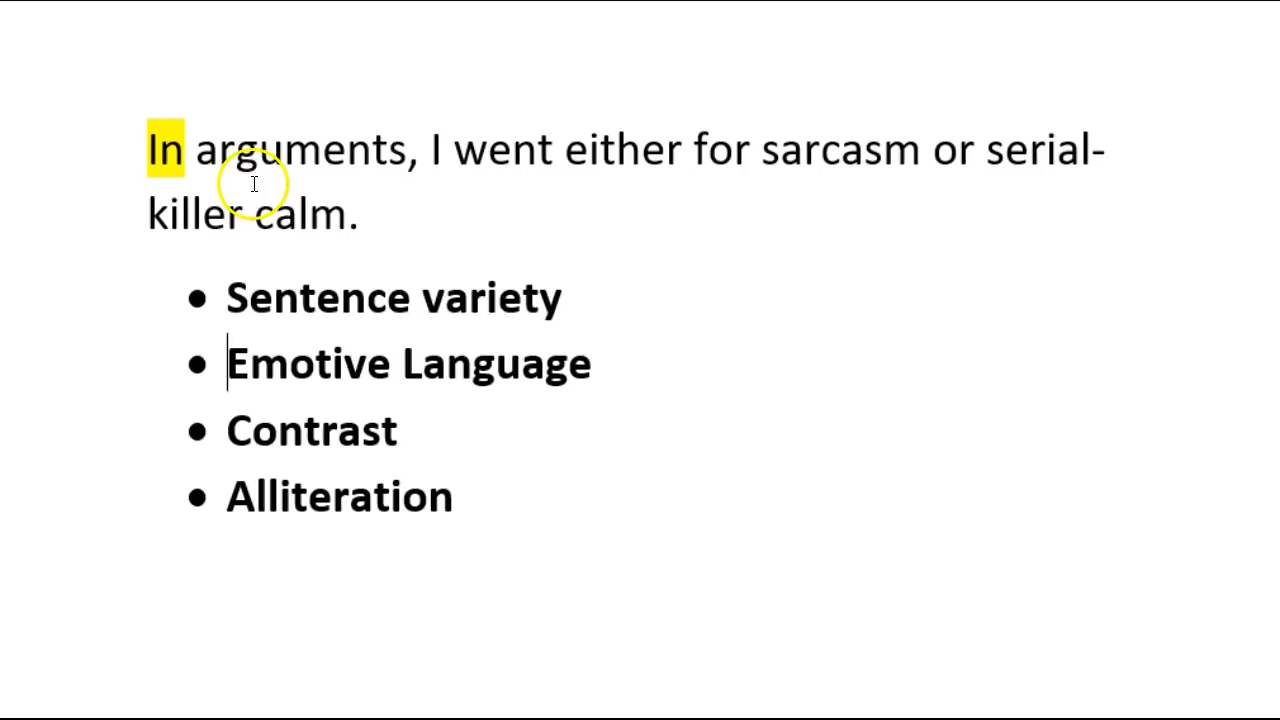 In arguments, I went either for sarcasm or serial-
killer calm.
• Sentence variety
• Emotive Language
• Contrast
• Alliteration